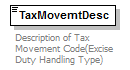 TaxMovemtDesc
Description of Tax
Movement Code(Excise
Duty Handling Type)